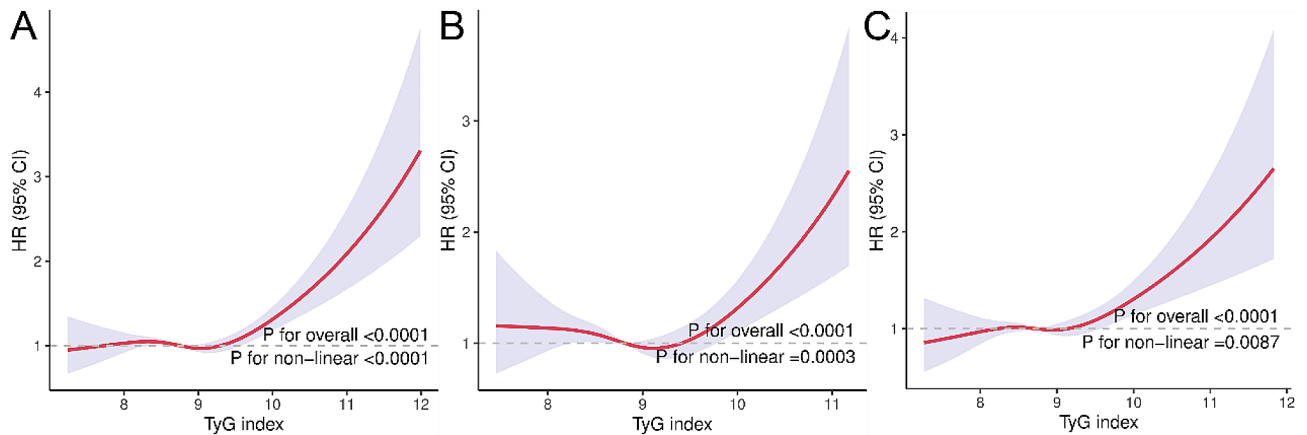 A
HR (95% CI)
4
3
2
1
P for overall <0.0001
P for non−linear <0.0001
8 9 10 11 12
TyG index
B
HR (95% CI)
3
2
1
P for overall <0.0001
P for non−linear =0.0003
8 9 10 11
TyG index
C
HR (95% CI)
4
3
2
1
P for overall <0.0001
P for non−linear =0.0087
8 9 10 11 12
TyG index